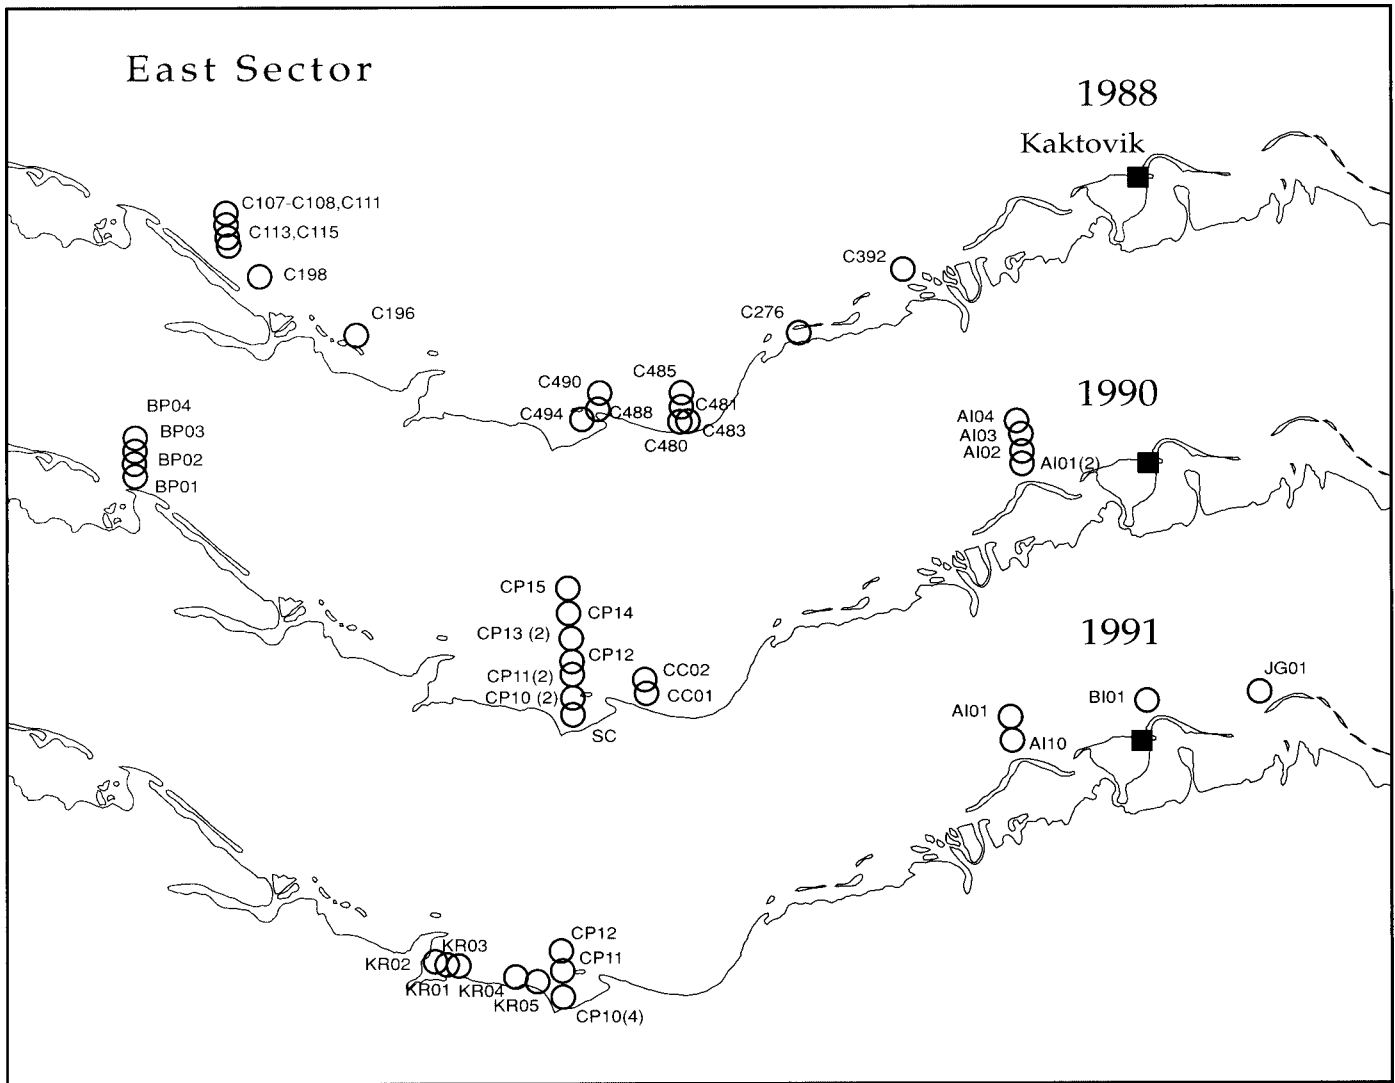 East Sector
1988
Kaktovik
C107-C108,C111
C113,C115
C198
C196
C392
C276
C490
C485
C494
C488
C481
C480
C483
1990
BP04
BP03
BP02
BP01
AI04
AI03
AI02
AI01(2)
CP15
CP14
CP13 (2)
CP12
CP11(2)
CP10 (2)
SC
CC02
CC01
1991
JG01
BI01
AI01
AI10
CP12
CP11
KR03
KR02
KR01
KR04
KR05
CP10(4)